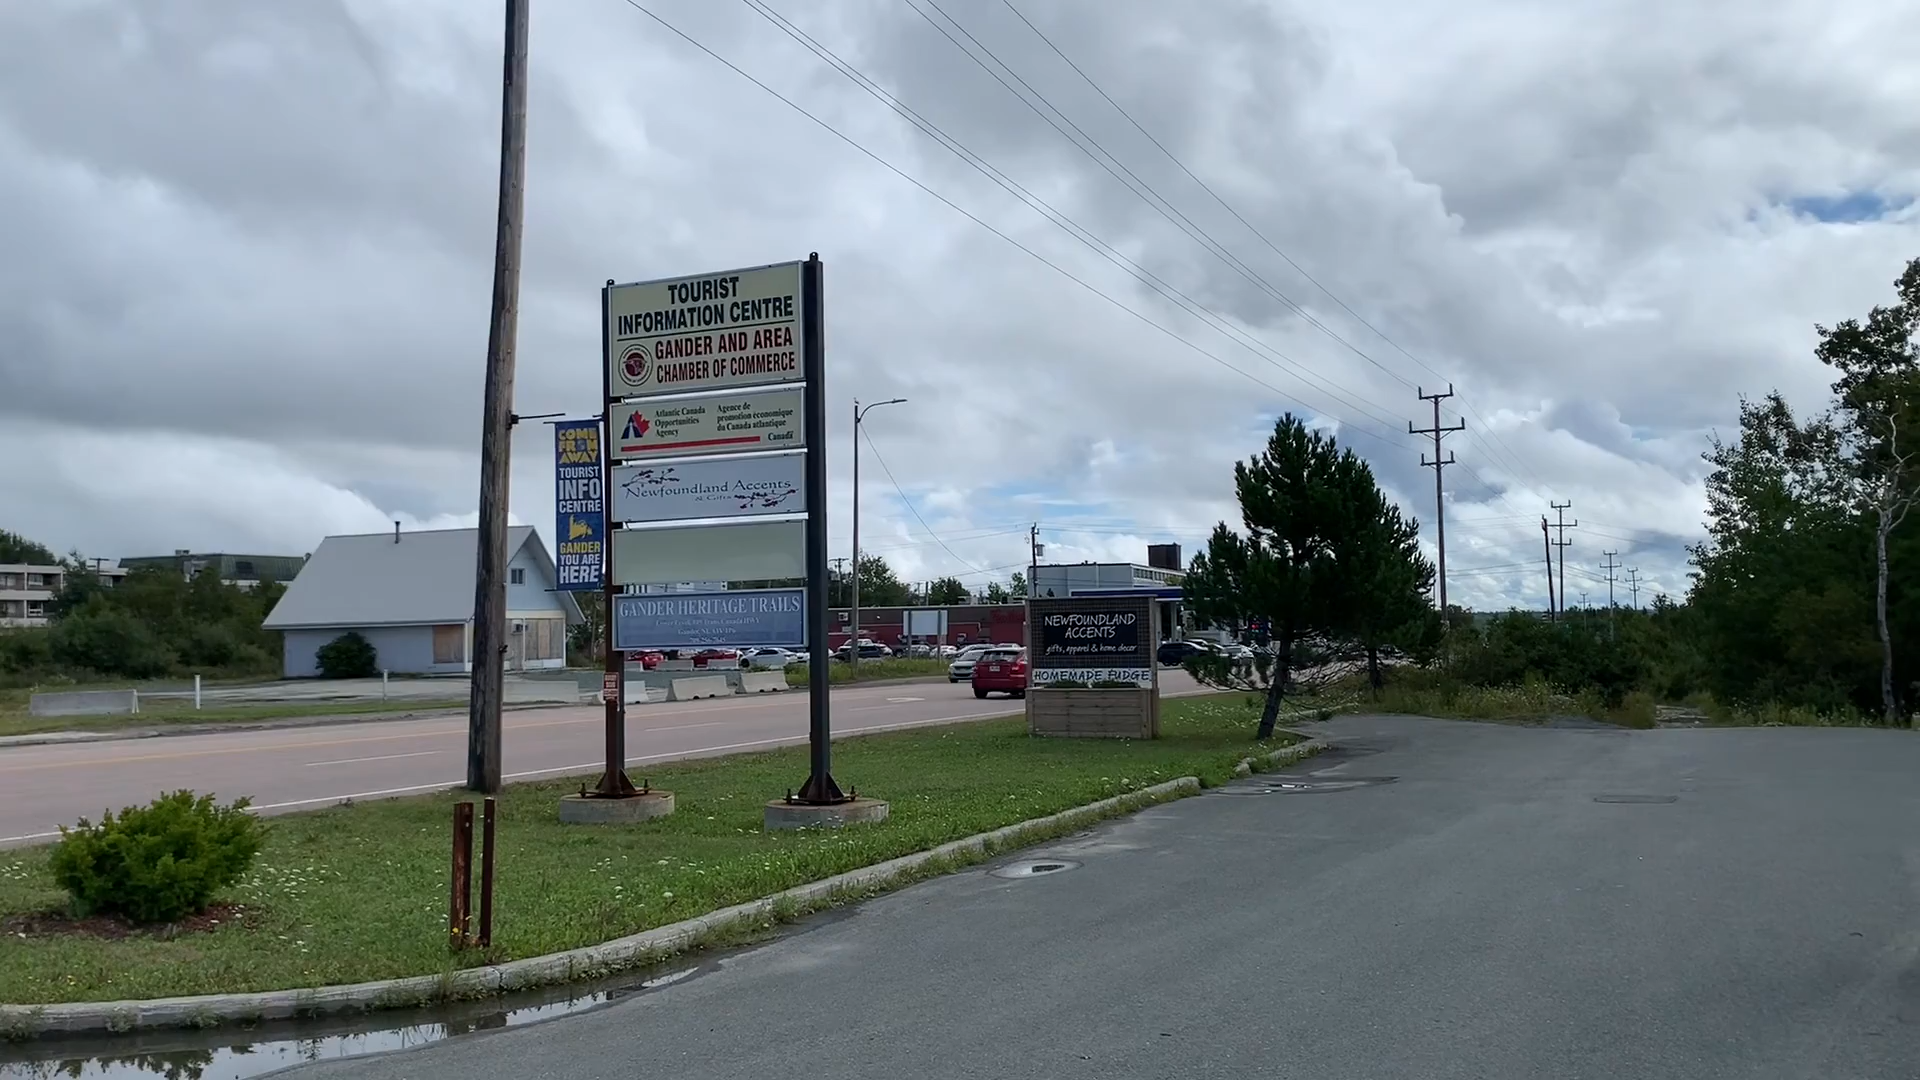 TOURIST
INFORMATION CENTRE
GANDER AND AREA
CHAMBER OF COMMERCE
Atlantic Canada
Opportunities
Agency
Agence de
promotion économique
du Canada atlantique
Canada
Newfoundland Accents
& Gifts
GANDER HERITAGE TRAILS
COME
FROM
AWAY
TOURIST
INFO
CENTRE
GANDER
YOU ARE
HERE
NEWFOUNDLAND
ACCENTS
gifts, apparel & home decor
HOMEMADE FUDGE